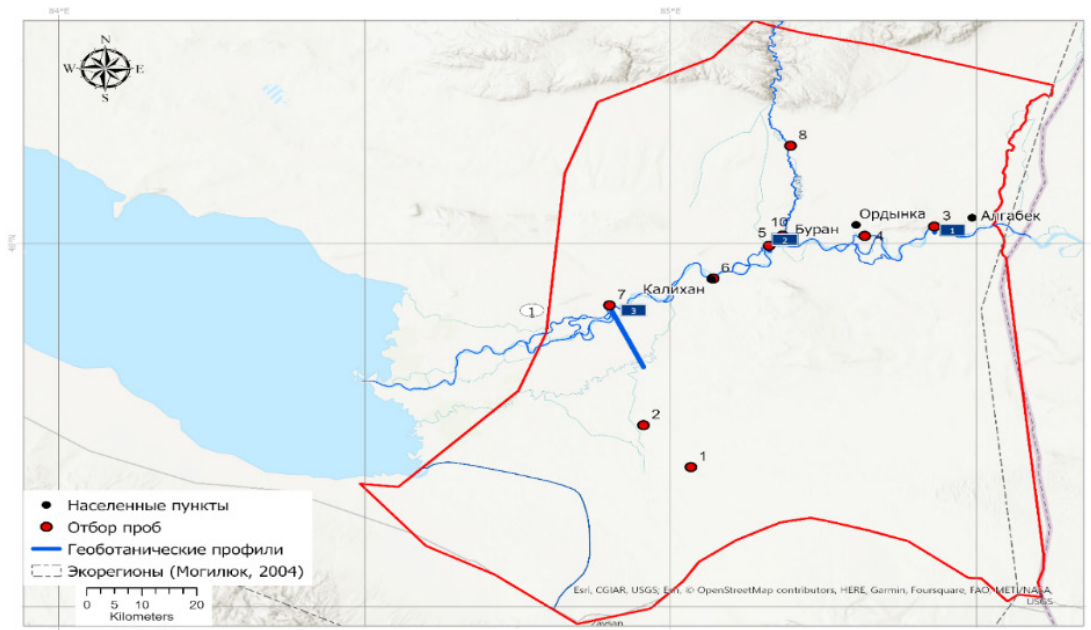 84°E
85°E
N
W E
S
48°N
8
10
Буран
2
5
Ордынка
4
3
1
Алгабек
6
Калихан
7
3
1
2
1
Населенные пункты
Отбор проб
Геоботанические профили
Экорегионы (Могилюк, 2004)
0 5 10 20
Kilometers
Esri, CGIAR, USGS, Esri, © OpenStreetMap contributors, HERE, Garmin, Foursquare, FAO, METI/NASA,
USGS
Zaysan